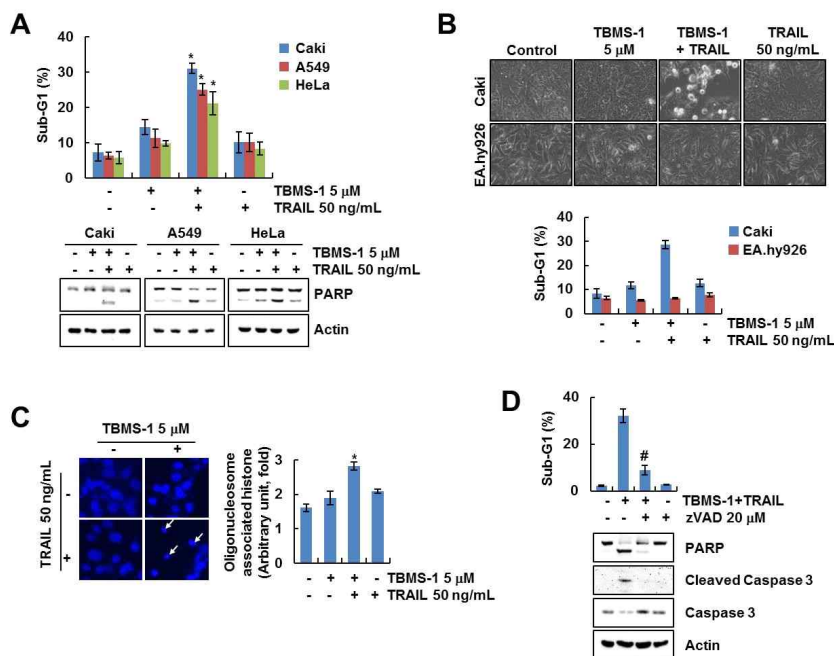 A
Sub-G1 (%)
40
30
20
10
0
Caki
A549
HeLa
* * *
- + + - TBMS-1 5 μM
- - + + TRAIL 50 ng/mL
Caki A549 HeLa
- + + - - + + - - + + - TBMS-1 5 μM
- - + + - - + + - - + + TRAIL 50 ng/mL
PARP
Actin
B
Control
TBMS-1
5 μM
TBMS-1
+ TRAIL
TRAIL
50 ng/mL
Caki
EA.hy926
Sub-G1 (%)
40
30
20
10
0
Caki
EA.hy926
- + + - TBMS-1 5 μM
- - + + TRAIL 50 ng/mL
C
TBMS-1 5 μM
- +
TRAIL 50 ng/mL
-
+
Oligonucleosome
associated histone
(Arbitrary unit, fold)
3
2
1
0
*
- + + - TBMS-1 5 μM
- - + + TRAIL 50 ng/mL
D
Sub-G1 (%)
40
20
0
#
- + + - TBMS-1+TRAIL
- - + + zVAD 20 μM
PARP
Cleaved Caspase 3
Caspase 3
Actin